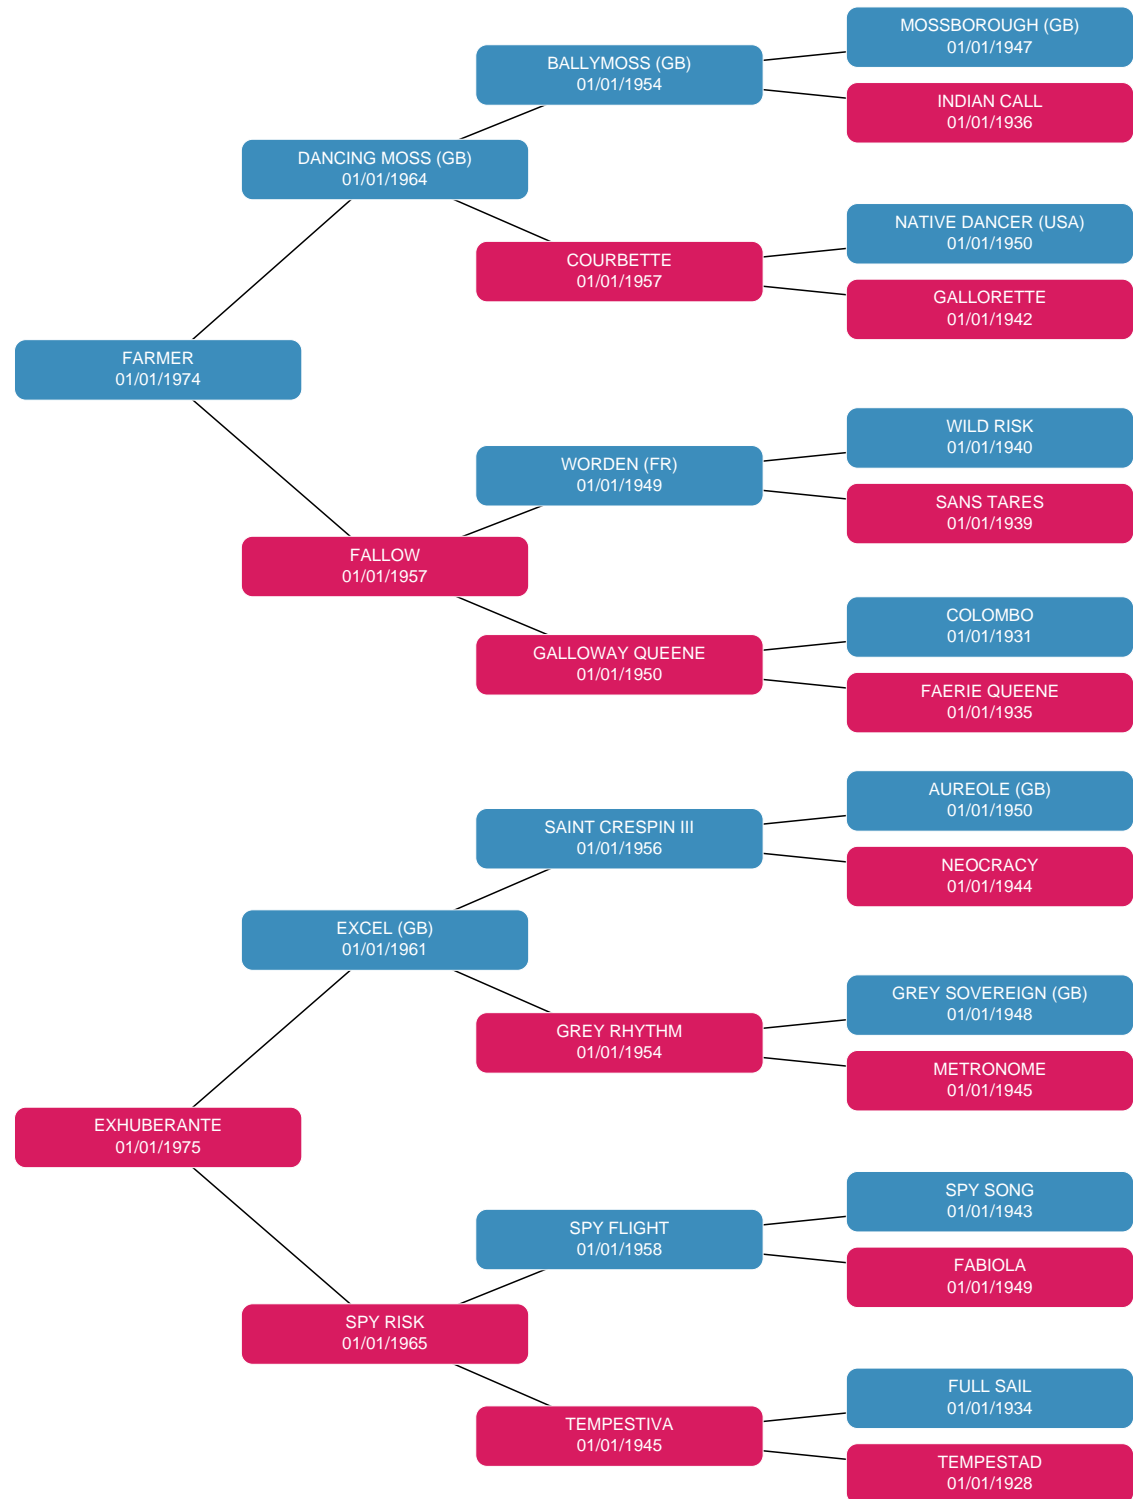 MOSSBOROUGH (GB)
01/01/1947
BALLYMOSS (GB)
01/01/1954
INDIAN CALL
01/01/1936
DANCING MOSS (GB)
01/01/1964
NATIVE DANCER (USA)
01/01/1950
COURBETTE
01/01/1957
GALLORETTE
01/01/1942
FARMER
01/01/1974
WILD RISK
01/01/1940
WORDEN (FR)
01/01/1949
SANS TARES
01/01/1939
FALLOW
01/01/1957
COLOMBO
01/01/1931
GALLOWAY QUEENE
01/01/1950
FAERIE QUEENE
01/01/1935
AUREOLE (GB)
01/01/1950
SAINT CRESPIN III
01/01/1956
NEOCRACY
01/01/1944
EXCEL (GB)
01/01/1961
GREY SOVEREIGN (GB)
01/01/1948
GREY RHYTHM
01/01/1954
METRONOME
01/01/1945
EXHUBERANTE
01/01/1975
SPY SONG
01/01/1943
SPY FLIGHT
01/01/1958
FABIOLA
01/01/1949
SPY RISK
01/01/1965
FULL SAIL
01/01/1934
TEMPESTIVA
01/01/1945
TEMPESTAD
01/01/1928